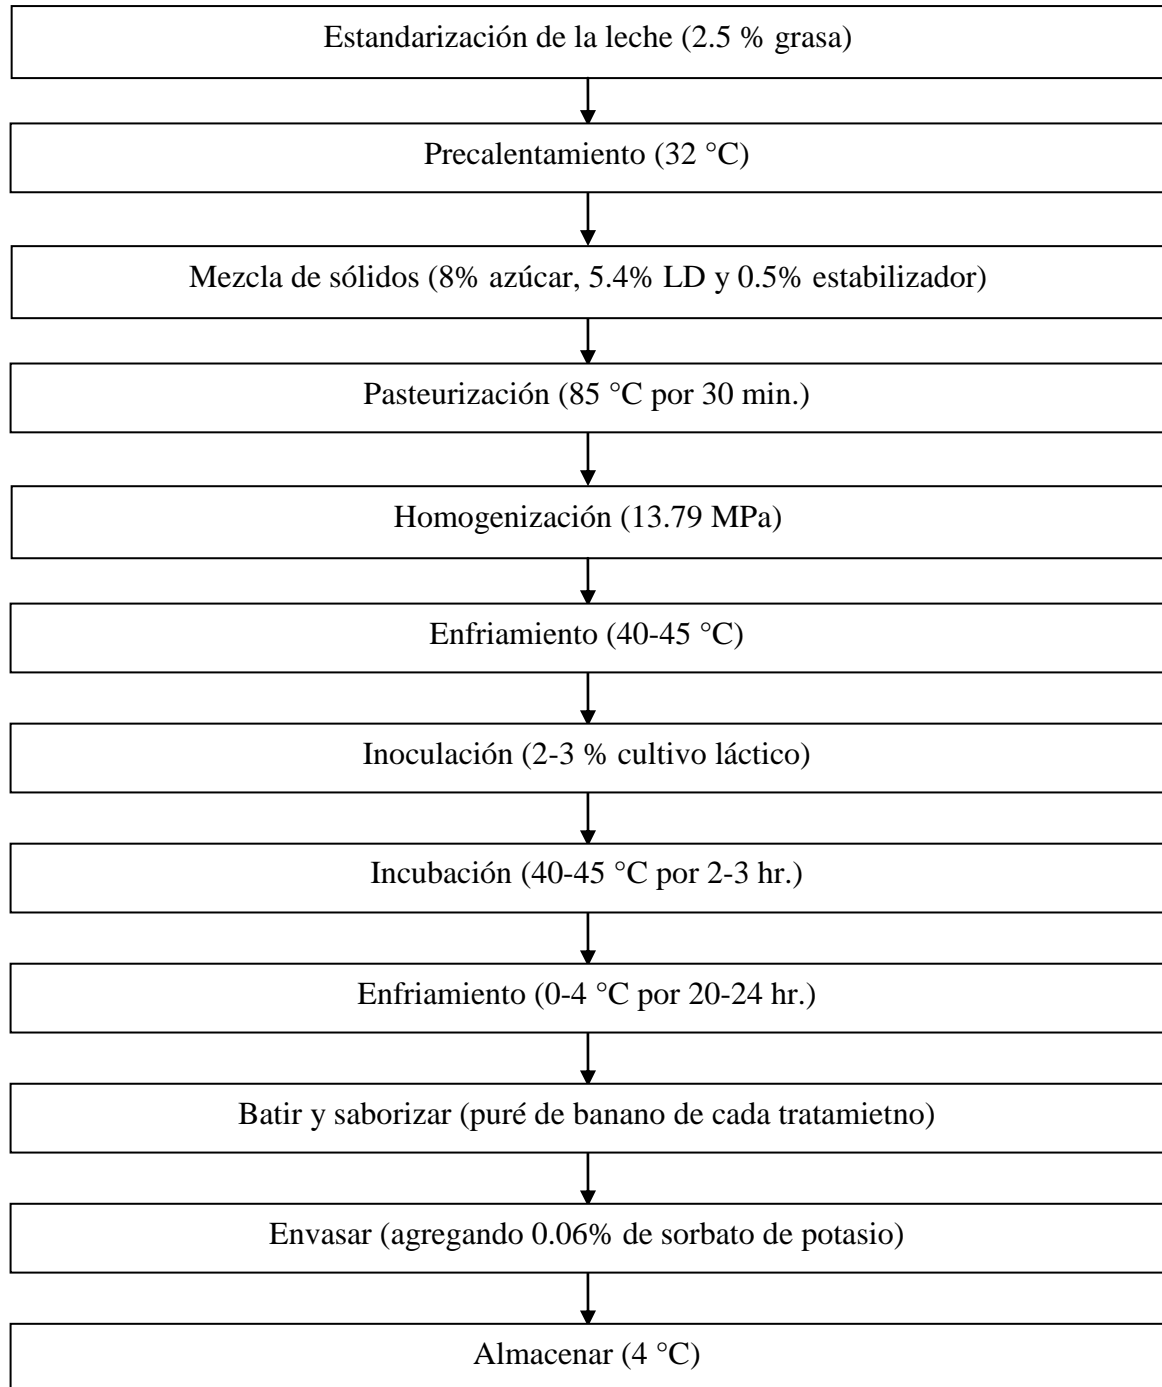 Estandarización de la leche (2.5 % grasa)
Precalentamiento (32 °C)
Mezcla de sólidos (8% azúcar, 5.4% LD y 0.5% estabilizador)
Pasteurización (85 °C por 30 min.)
Homogenización (13.79 MPa)
Enfriamiento (40-45 °C)
Inoculación (2-3 % cultivo láctico)
Incubación (40-45 °C por 2-3 hr.)
Enfriamiento (0-4 °C por 20-24 hr.)
Batir y saborizar (puré de banano de cada tratamietno)
Envasar (agregando 0.06% de sorbato de potasio)
Almacenar (4 °C)